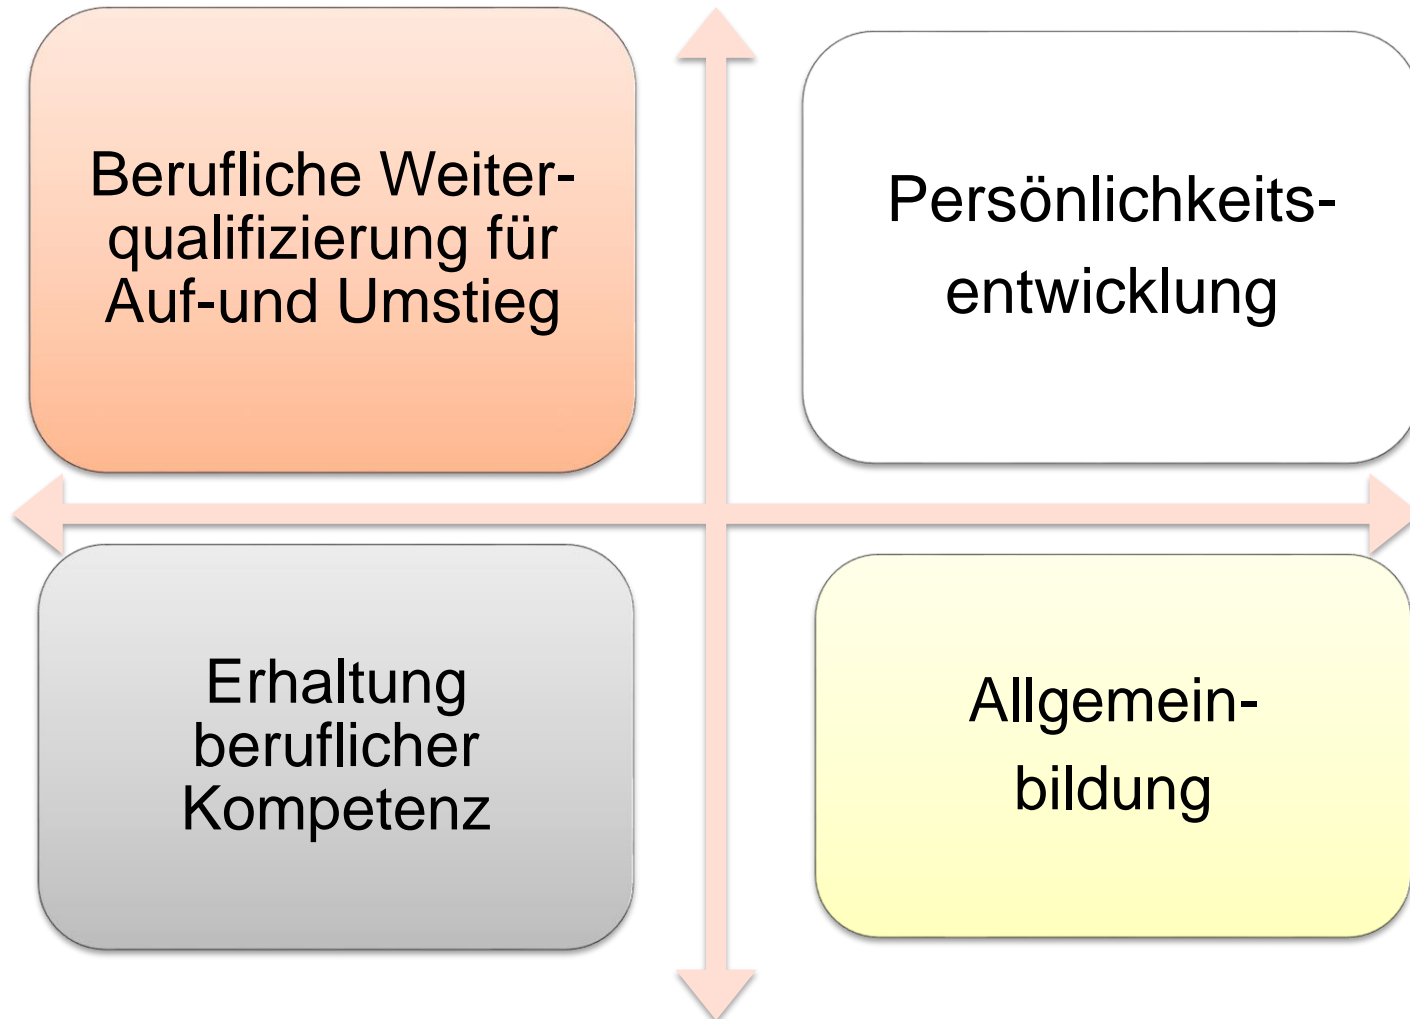 Berufliche Weiter-
qualifizierung für
Auf-und Umstieg
Persönlichkeits-
entwicklung
Erhaltung
beruflicher
Kompetenz
Allgemein-
bildung